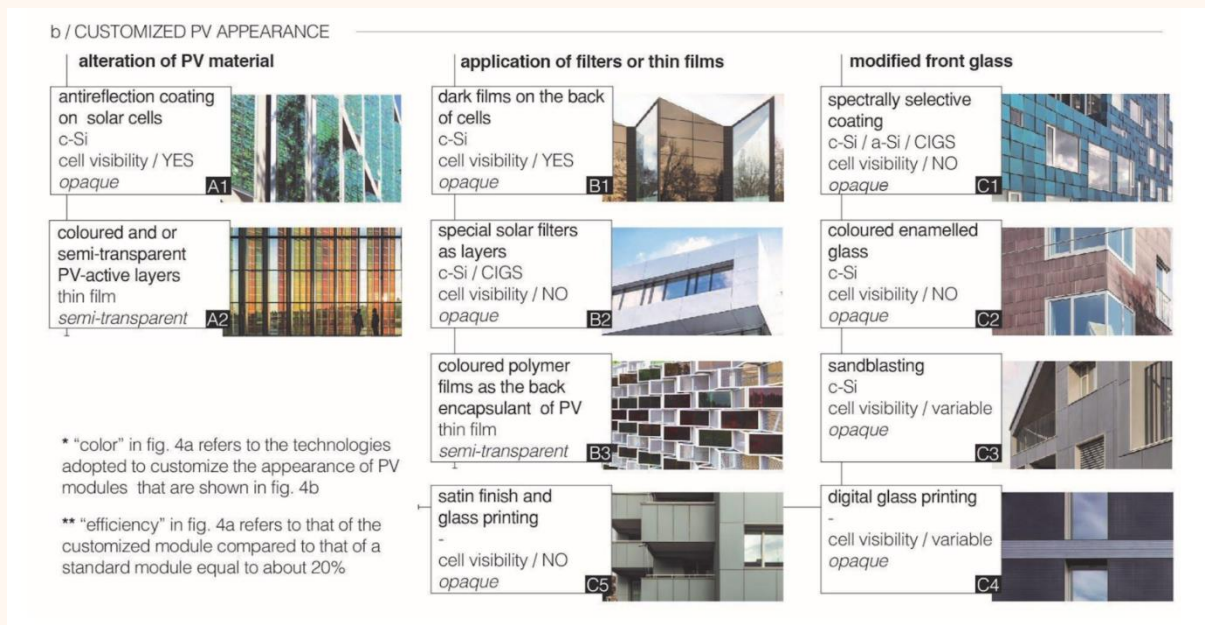 b / CUSTOMIZED PV APPEARANCE
alteration of PV material
antireflection coating
on solar cells
c-Si
cell visibility / YES
opaque
A1
coloured and or
semi-transparent
PV-active layers
thin film
semi-transparent
A2
* "color" in fig. 4a refers to the technologies
adopted to customize the appearance of PV
modules that are shown in fig. 4b
** "efficiency" in fig. 4a refers to that of the
customized module compared to that of a
standard module equal to about 20%
application of filters or thin films
dark films on the back
of cells
c-Si
cell visibility / YES
opaque
B1
special solar filters
as layers
c-Si / CIGS
cell visibility / NO
opaque
B2
coloured polymer
films as the back
encapsulant of PV
thin film
semi-transparent
B3
satin finish and
glass printing
-
cell visibility / NO
opaque
C5
modified front glass
spectrally selective
coating
c-Si / a-Si / CIGS
cell visibility / NO
opaque
C1
coloured enamelled
glass
c-Si
cell visibility / NO
opaque
C2
sandblasting
c-Si
cell visibility / variable
opaque
C3
digital glass printing
-
cell visibility / variable
opaque
C4